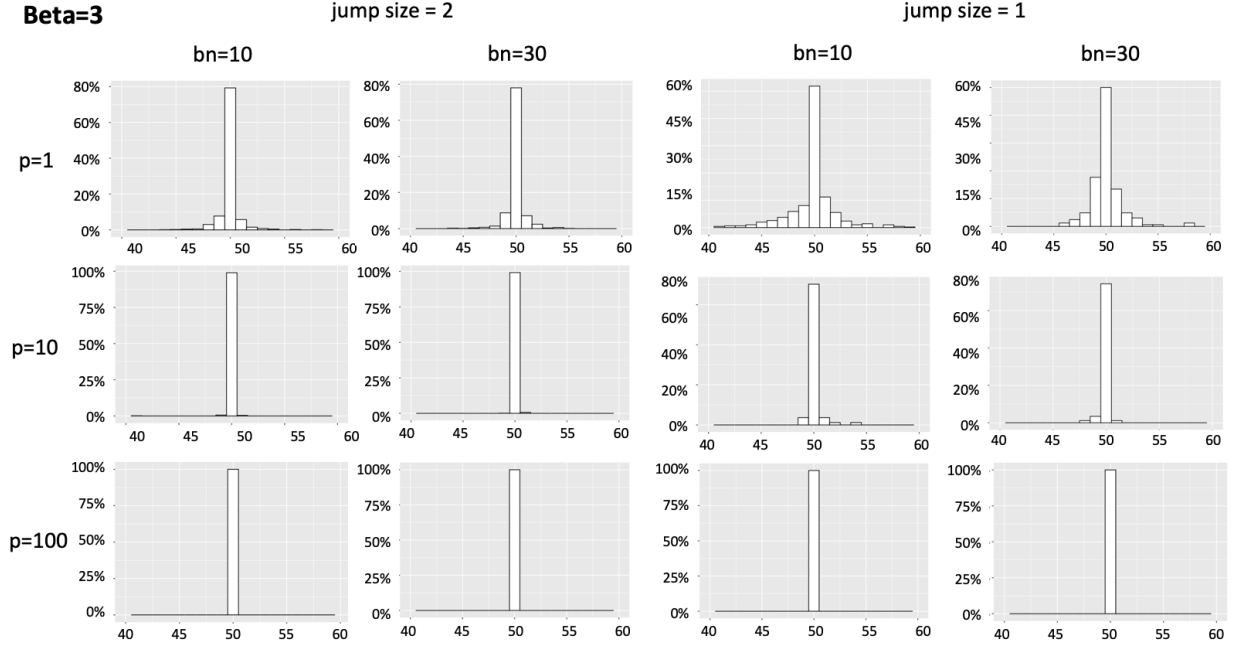 Beta=3 jump size = 2 jump size = 1
bn=10 bn=30 bn=10 bn=30
80% 80% 60% 60%
60% 60% 45% 45%
p=1 40% 40% 30% 30%
20% 20% 15% 15%
0% 0% 0% 0%
40 45 50 55 60 40 45 50 55 60 40 45 50 55 60 40 45 50 55 60
100% 100% 80% 80%
75% 75% 60% 60%
p=10 50% 50% 40% 40%
25% 25% 20% 20%
0% 0% 0% 0%
40 45 50 55 60 40 45 50 55 60 40 45 50 55 60 40 45 50 55 60
100% 100% 100% 100%
75% 75% 75% 75%
p=100 50% 50% 50% 50%
25% 25% 25% 25%
0% 0% 0% 0%
40 45 50 55 60 40 45 50 55 60 40 45 50 55 60 40 45 50 55 60